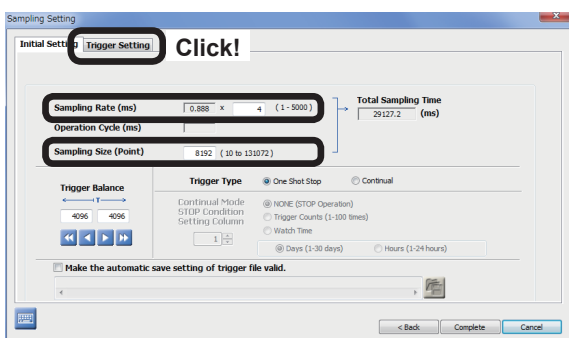 Sampling Setting
Initial Setting Trigger Setting Click!
Sampling Rate (ms) 0.888 x 4 ( 1 - 5000 )
Total Sampling Time
29127.2 (ms)
Operation Cycle (ms)
Sampling Size (Point) 8192 ( 10 to 131072 )
Trigger Balance
T
4096 4096
Trigger Type One Shot Stop Continual
Continual Mode
STOP Condition
Setting Column
1
NONE (STOP Operation)
Trigger Counts (1-100 times)
Watch Time
Days (1-30 days) Hours (1-24 hours)
Make the automatic save setting of trigger file valid.
< Back Complete Cancel